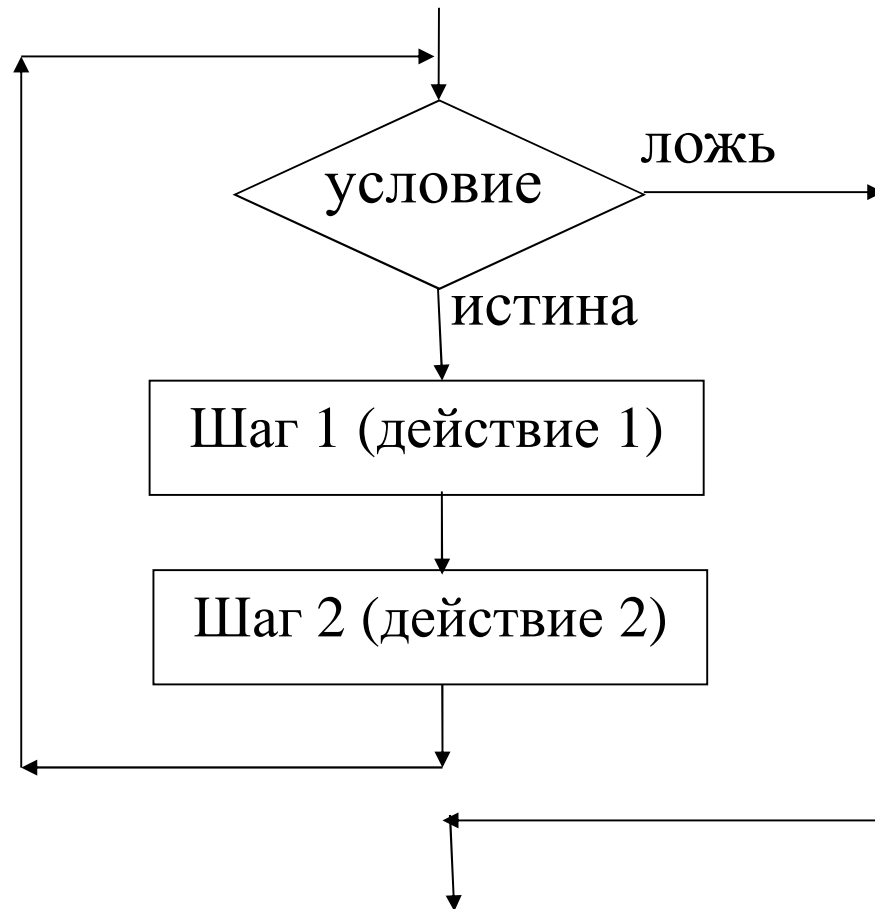 ложь
условие
истина
Шаг 1 (действие 1)
Шаг 2 (действие 2)